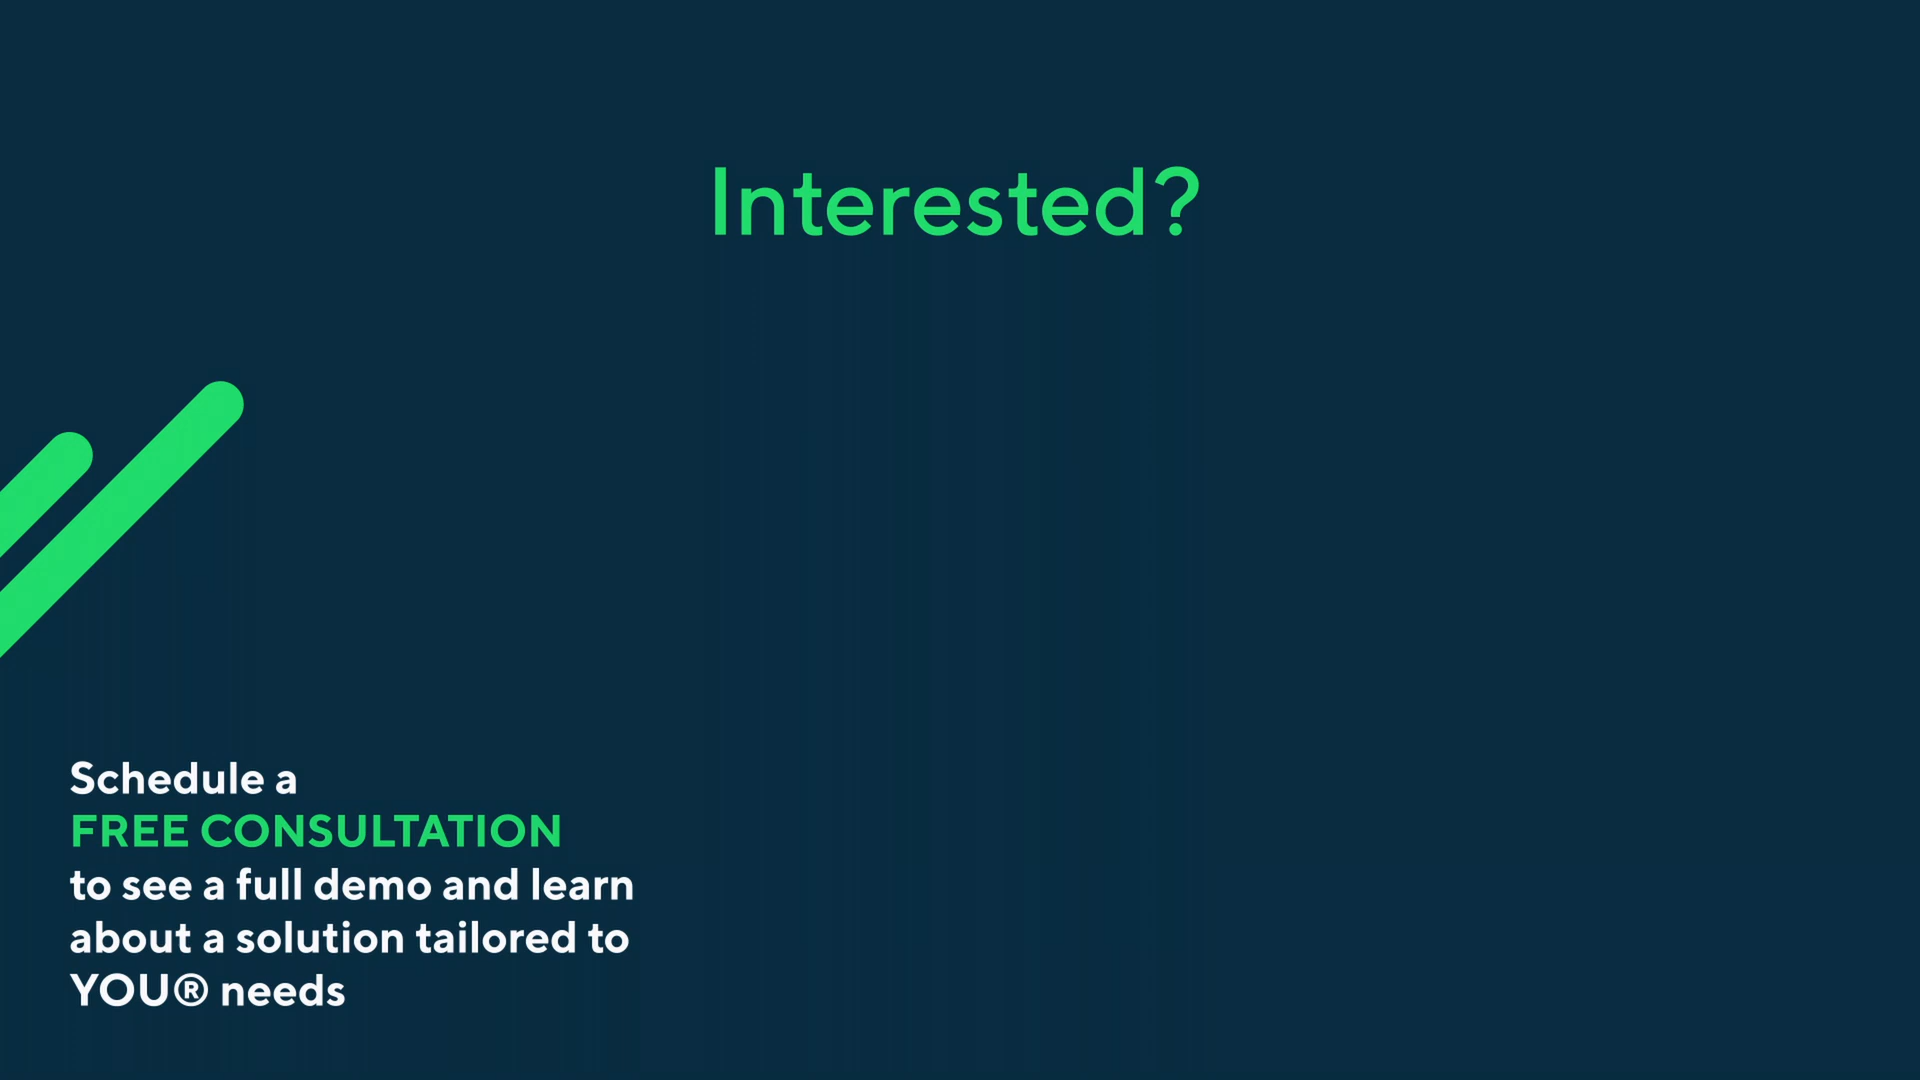 Interested?
Schedule a
FREE CONSULTATION
to see a full demo and learn
about a solution tailored to
YOU® needs